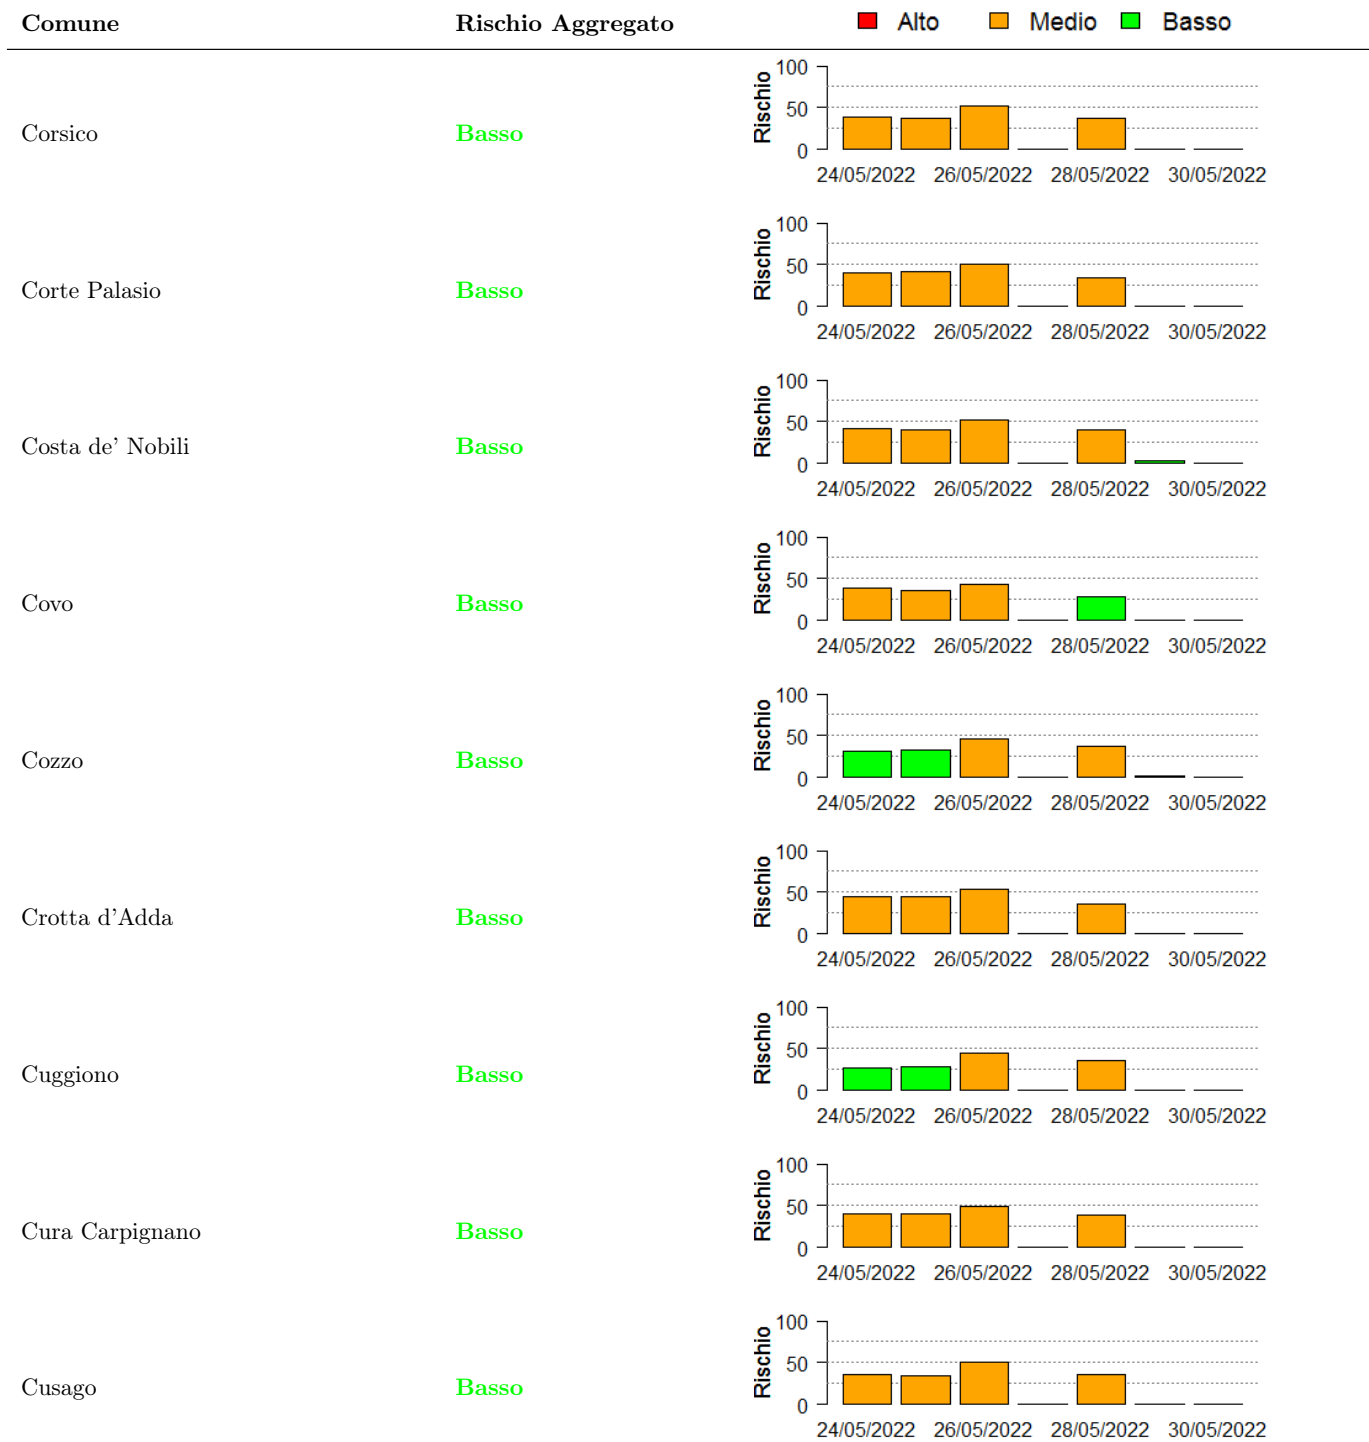 Comune Rischio Aggregato Alto Medio Basso
100
50
0
Rischio
Corsico Basso
24/05/2022 26/05/2022 28/05/2022 30/05/2022
100
50
0
Rischio
Corte Palasio Basso
24/05/2022 26/05/2022 28/05/2022 30/05/2022
100
50
0
Rischio
Costa de' Nobili Basso
24/05/2022 26/05/2022 28/05/2022 30/05/2022
100
50
0
Rischio
Covo Basso
24/05/2022 26/05/2022 28/05/2022 30/05/2022
100
50
0
Rischio
Cozzo Basso
24/05/2022 26/05/2022 28/05/2022 30/05/2022
100
50
0
Rischio
Crotta d'Adda Basso
24/05/2022 26/05/2022 28/05/2022 30/05/2022
100
50
0
Rischio
Cuggiono Basso
24/05/2022 26/05/2022 28/05/2022 30/05/2022
100
50
0
Rischio
Cura Carpignano Basso
24/05/2022 26/05/2022 28/05/2022 30/05/2022
100
50
0
Rischio
Cusago Basso
24/05/2022 26/05/2022 28/05/2022 30/05/2022